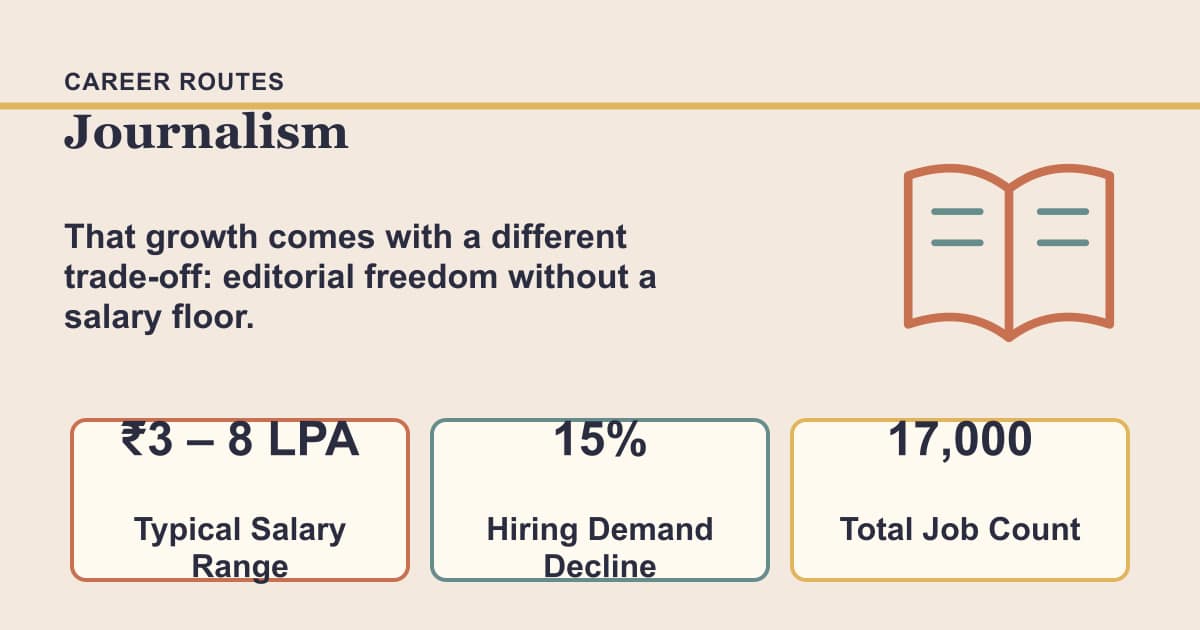 CAREER ROUTES
Journalism
That growth comes with a different
trade-off: editorial freedom without a
salary floor.
₹3 – 8 LPA
Typical Salary
Range
15%
Hiring Demand
Decline
17,000
Total Job Count